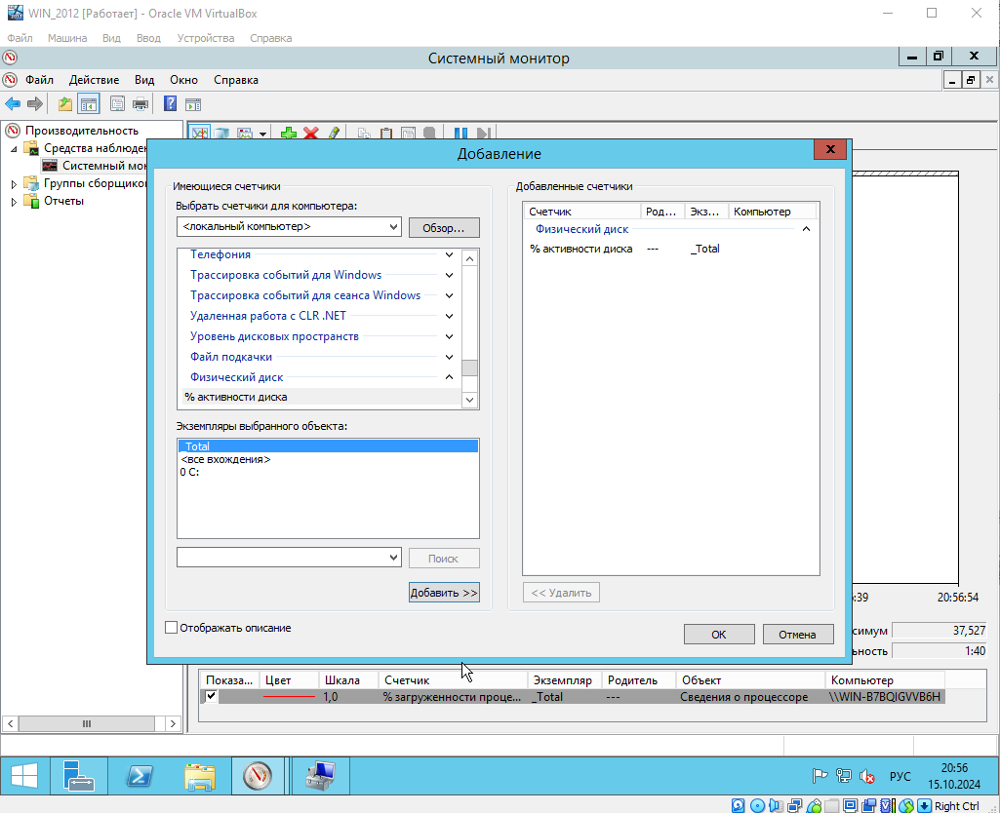 WIN_2012 [Работает] - Oracle VM VirtualBox
Файл Машина Вид Ввод Устройства Справка
Системный монитор
Файл Действие Вид Окно Справка
Производительность
Средства наблюден
Системный мон
Группы сборщиков
Отчеты
Добавление
Имеющиеся счетчики
Выбрать счетчики для компьютера:
<локальный компьютер>
Обзор...
Телефония
Трассировка событий для Windows
Трассировка событий для сеанса Windows
Удаленная работа с CLR .NET
Уровень дисковых пространств
Файл подкачки
Физический диск
% активности диска
Экземпляры выбранного объекта:
_Total
<все вхождения>
0 C:
Поиск
Добавить >>
Отображать описание
Добавленные счетчики
Счетчик Род... Экз... Компьютер
Физический диск
% активности диска --- _Total
<< Удалить
ОК Отмена
:39 20:56:54
симум 37,527
ьность 1:40
Показа... Цвет Шкала Счетчик Экземпляр Родитель Объект Компьютер
1,0 % загруженности проце... _Total --- Сведения о процессоре \\WIN-B7BQIGVVB6H
РУС
20:56
15.10.2024
Right Ctrl